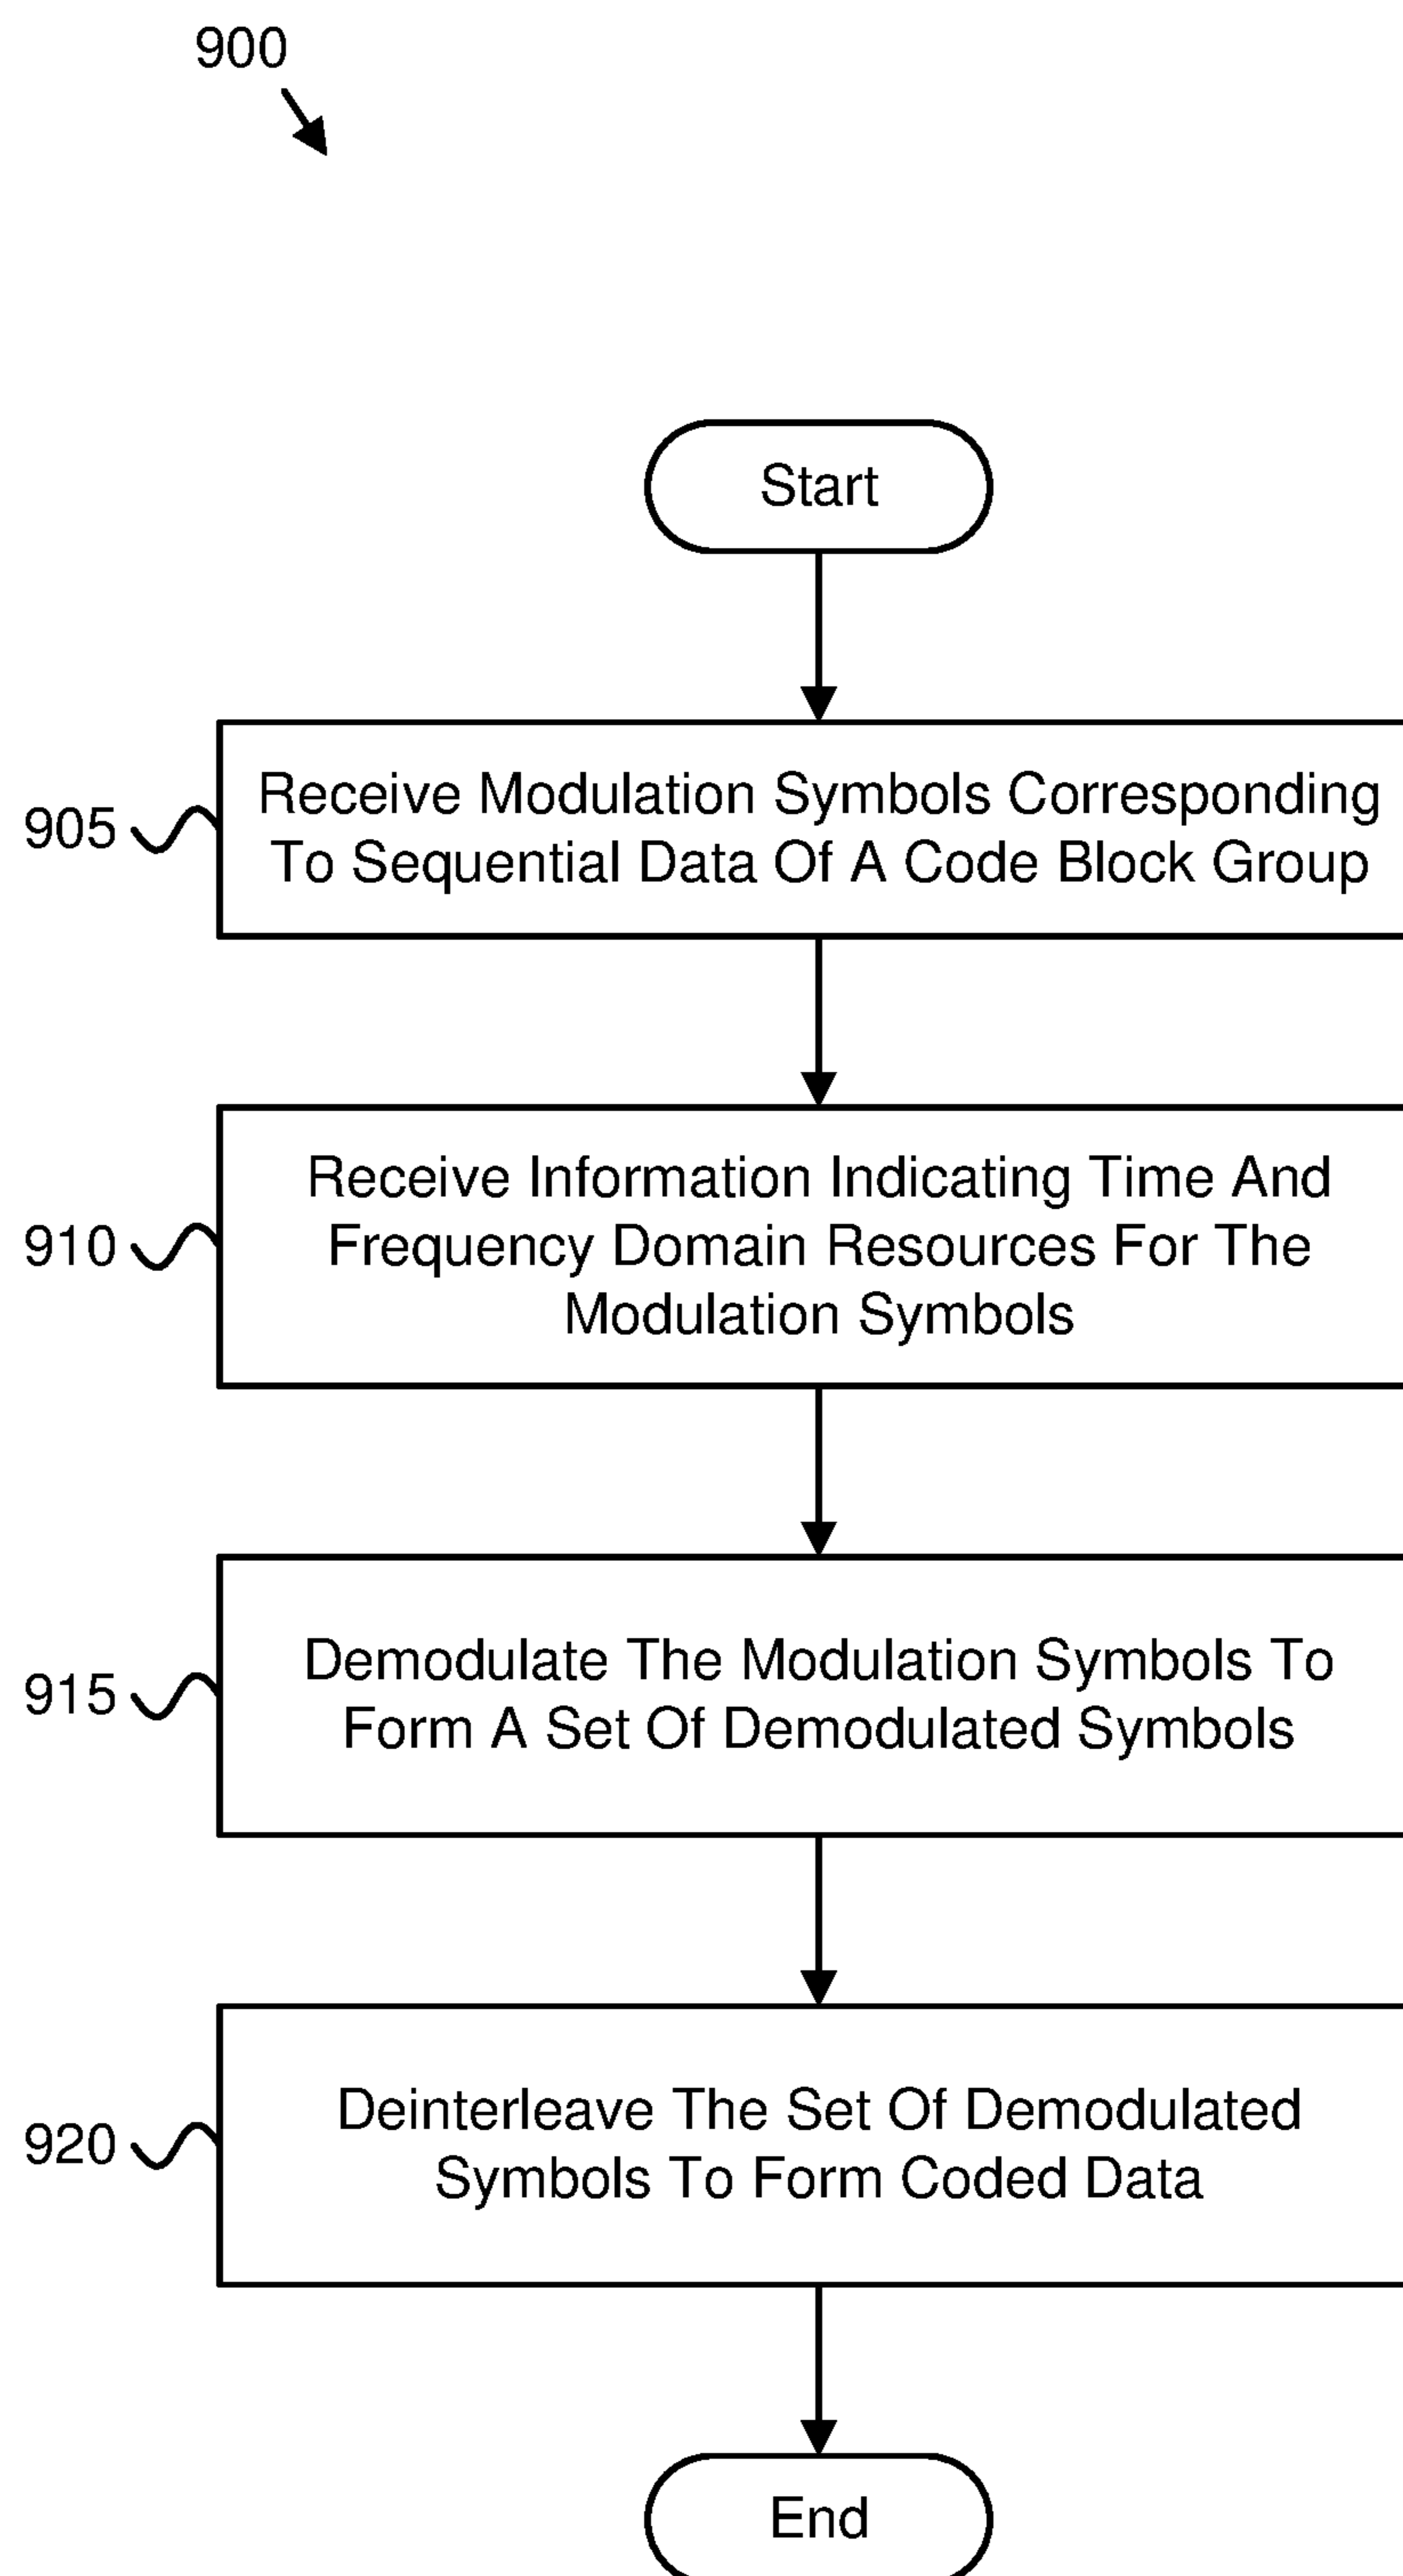 900
Start
905
Receive Modulation Symbols Corresponding
To Sequential Data Of A Code Block Group
910
Receive Information Indicating Time And
Frequency Domain Resources For The
Modulation Symbols
915
Demodulate The Modulation Symbols To
Form A Set Of Demodulated Symbols
920
Deinterleave The Set Of Demodulated
Symbols To Form Coded Data
End